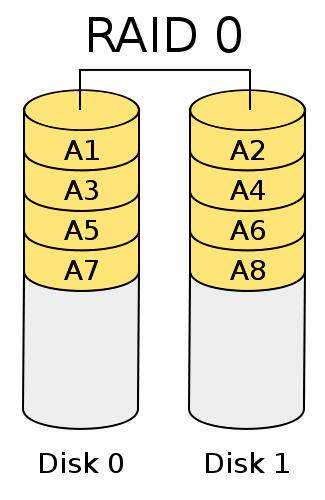 RAID 0
A1 A2
A3 A4
A5 A6
A7 A8
Disk 0 Disk 1